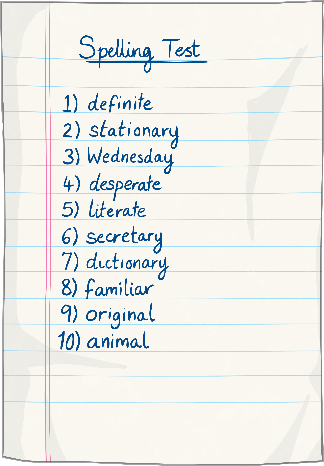 Spelling Test
1) definite
2) stationary
3) Wednesday
4) desperate
5) literate
6) secretary
7) dictionary
8) familiar
9) original
10) animal